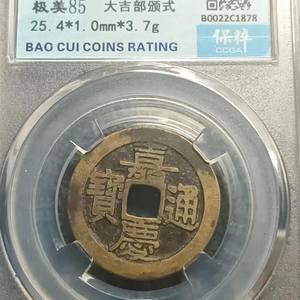 极美85 大吉部颁式
25.4*1.0mm*3.7g
B0022C1878
保粹
CCGA
BAO CUI COINS RATING
嘉慶通寶